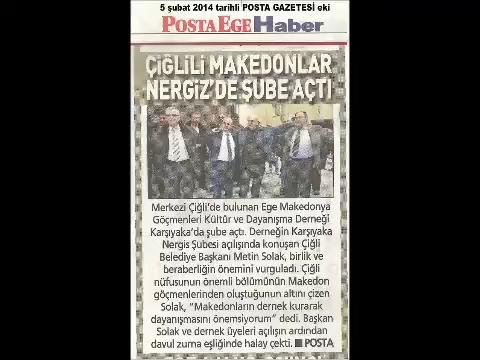 5 şubat 2014 tarihli POSTA GAZETESİ eki
POSTA EGE Haber
ÇİĞLİLİ MAKEDONLAR
NERGİZ'DE ŞUBE AÇTI
Merkezi Çiğli'de bulunan Ege Makedonya
Göçmenleri Kültür ve Dayanışma Derneği
Karşıyaka'da şube açtı. Derneğin Karşıyaka
Nergis Şubesi açılışında konuşan Çiğli
Belediye Başkanı Metin Solak, birlik ve
beraberliğin önemini vurguladı. Çiğli
nüfusunun önemli bölümünün Makedon
göçmenlerinden oluştuğunun altını çizen
Solak, "Makedonların dernek kurarak
dayanışmasını önemsiyorum" dedi. Başkan
Solak ve dernek üyeleri açılışın ardından
davul zurna eşliğinde halay çekti. ■ POSTA